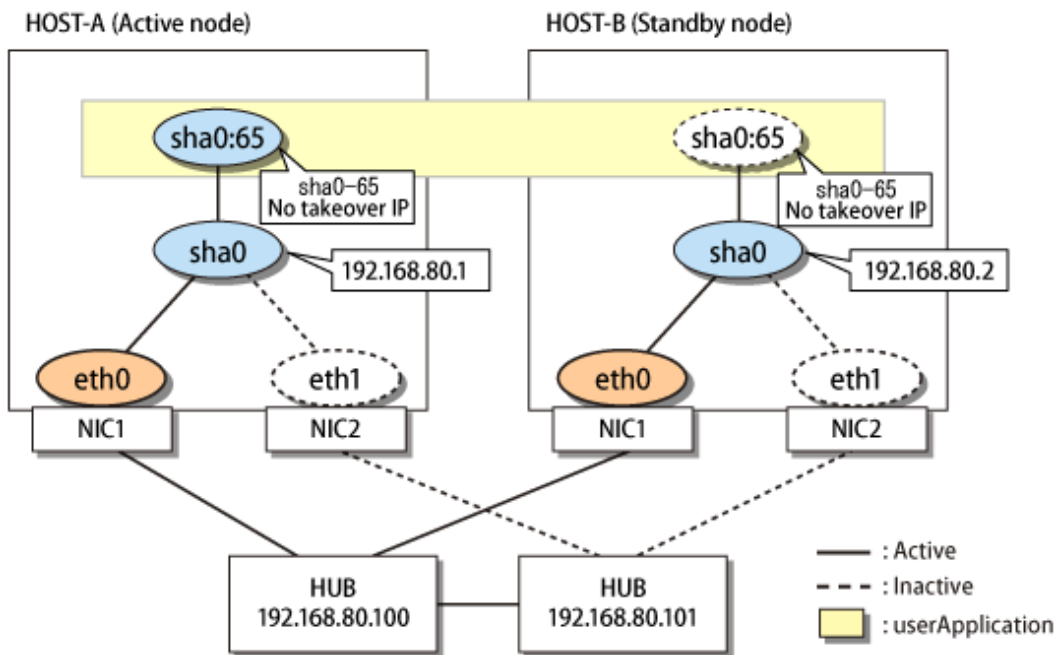 HOST-A (Active node)
HOST-B (Standby node)
sha0:65
sha0:65
sha0-65
No takeover IP
sha0-65
No takeover IP
sha0
192.168.80.1
sha0
192.168.80.2
eth0
eth1
eth0
eth1
NIC1
NIC2
NIC1
NIC2
HUB
192.168.80.100
HUB
192.168.80.101
: Active
: Inactive
: userApplication